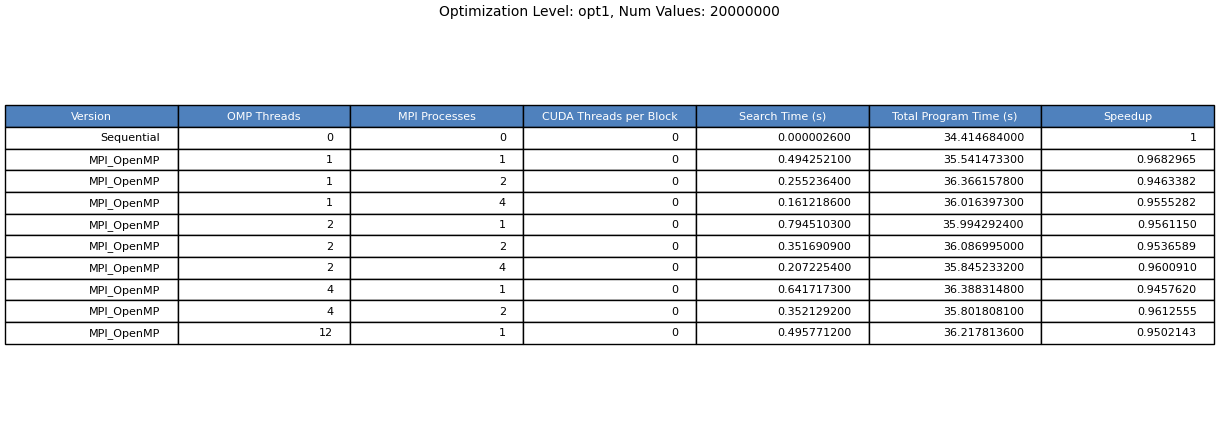 Optimization Level: opt1, Num Values: 20000000
Version OMP Threads MPI Processes CUDA Threads per Block Search Time (s) Total Program Time (s) Speedup
Sequential 0 0 0 0.000002600 34.414684000 1
MPI_OpenMP 1 1 0 0.494252100 35.541473300 0.9682965
MPI_OpenMP 1 2 0 0.255236400 36.366157800 0.9463382
MPI_OpenMP 1 4 0 0.161218600 36.016397300 0.9555282
MPI_OpenMP 2 1 0 0.794510300 35.994292400 0.9561150
MPI_OpenMP 2 2 0 0.351690900 36.086995000 0.9536589
MPI_OpenMP 2 4 0 0.207225400 35.845233200 0.9600910
MPI_OpenMP 4 1 0 0.641717300 36.388314800 0.9457620
MPI_OpenMP 4 2 0 0.352129200 35.801808100 0.9612555
MPI_OpenMP 12 1 0 0.495771200 36.217813600 0.9502143